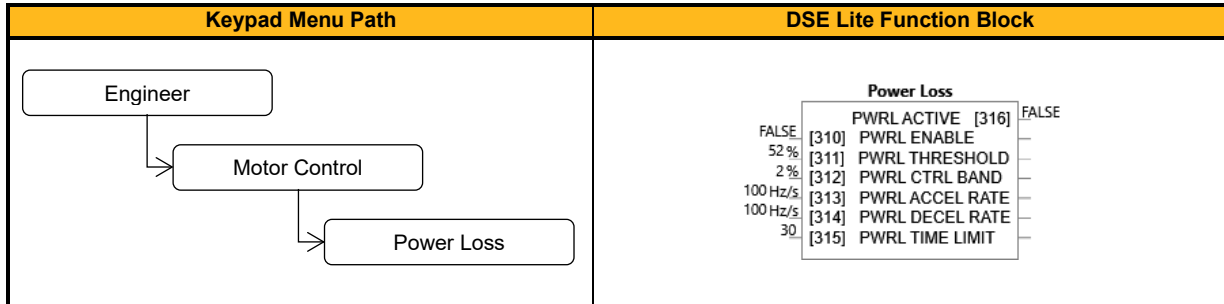 Keypad Menu Path
DSE Lite Function Block
Engineer
Motor Control
Power Loss
Power Loss
PWRL ACTIVE [316] FALSE
FALSE [310] PWRL ENABLE
52 % [311] PWRL THRESHOLD
2 % [312] PWRL CTRL BAND
100 Hz/s [313] PWRL ACCEL RATE
100 Hz/s [314] PWRL DECEL RATE
30 [315] PWRL TIME LIMIT